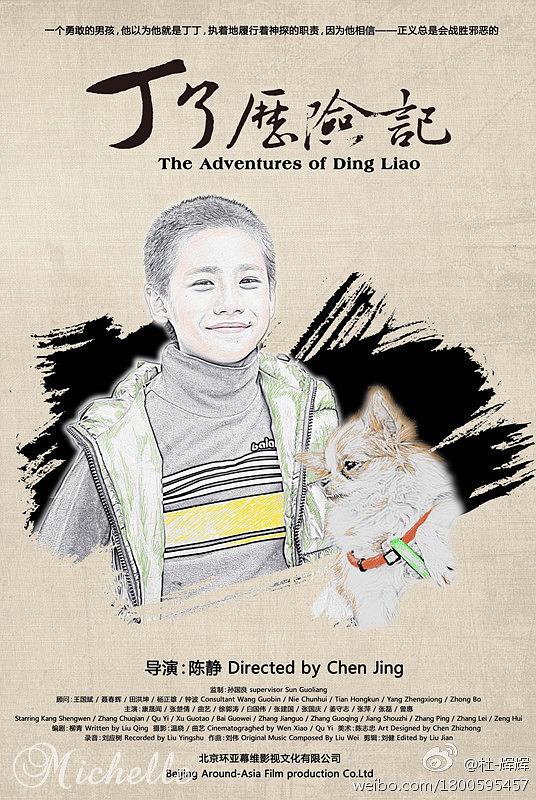 一个勇敢的男孩，他以为他就是丁丁，执着地履行着神探的职责，因为他相信——正义总是会战胜邪恶的
丁了歷險記
The Adventures of Ding Liao
bala
导演：陈静 Directed by Chen Jing
监制：孙国良 supervisor Sun Guoliang
顾问：王国斌 / 聂春辉 / 田洪坤 / 杨正雄 / 钟波 Consultant Wang Guobin / Nie Chunhui / Tian Hongkun / Yang Zhengxiong / Zhong Bo
主演：康晟闻 / 张楚倩 / 曲艺 / 徐郭涛 / 白国伟 / 张建国 / 张国庆 / 姜守志 / 张萍 / 张磊 / 曾惠
Starring Kang Shengwen / Zhang Chuqian / Qu Yi / Xu Guotao / Bai Guowei / Zhang Jianguo / Zhang Guoqing / Jiang Shouzhi / Zhang Ping / Zhang Lei / Zeng Hui
编剧：柳青 Written by Liu Qing 摄影：温晓 / 曲艺 Cinematographed by Wen Xiao / Qu Yi 美术：陈志忠 Art Designed by Chen Zhizhong
录音：刘应树 Recorded by Liu Yingshu 作曲：刘伟 Original Music Composed By Liu Wei 剪辑：刘健 Edited by Liu Jian
北京环亚幕维影视文化有限公司
Beijing Around-Asia Film production Co.Ltd
Michelle
@杜-辉辉
weibo.com/1800595457